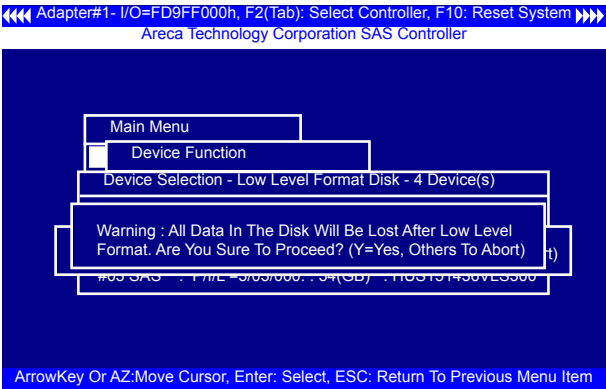 Adapter#1- I/O=FD9FF000h, F2(Tab): Select Controller, F10: Reset System
Areca Technology Corporation SAS Controller
Main Menu
Device Function
Device Selection - Low Level Format Disk - 4 Device(s)
Warning : All Data In The Disk Will Be Lost After Low Level
Format. Are You Sure To Proceed? (Y=Yes, Others To Abort)
t)
ArrowKey Or AZ:Move Cursor, Enter: Select, ESC: Return To Previous Menu Item